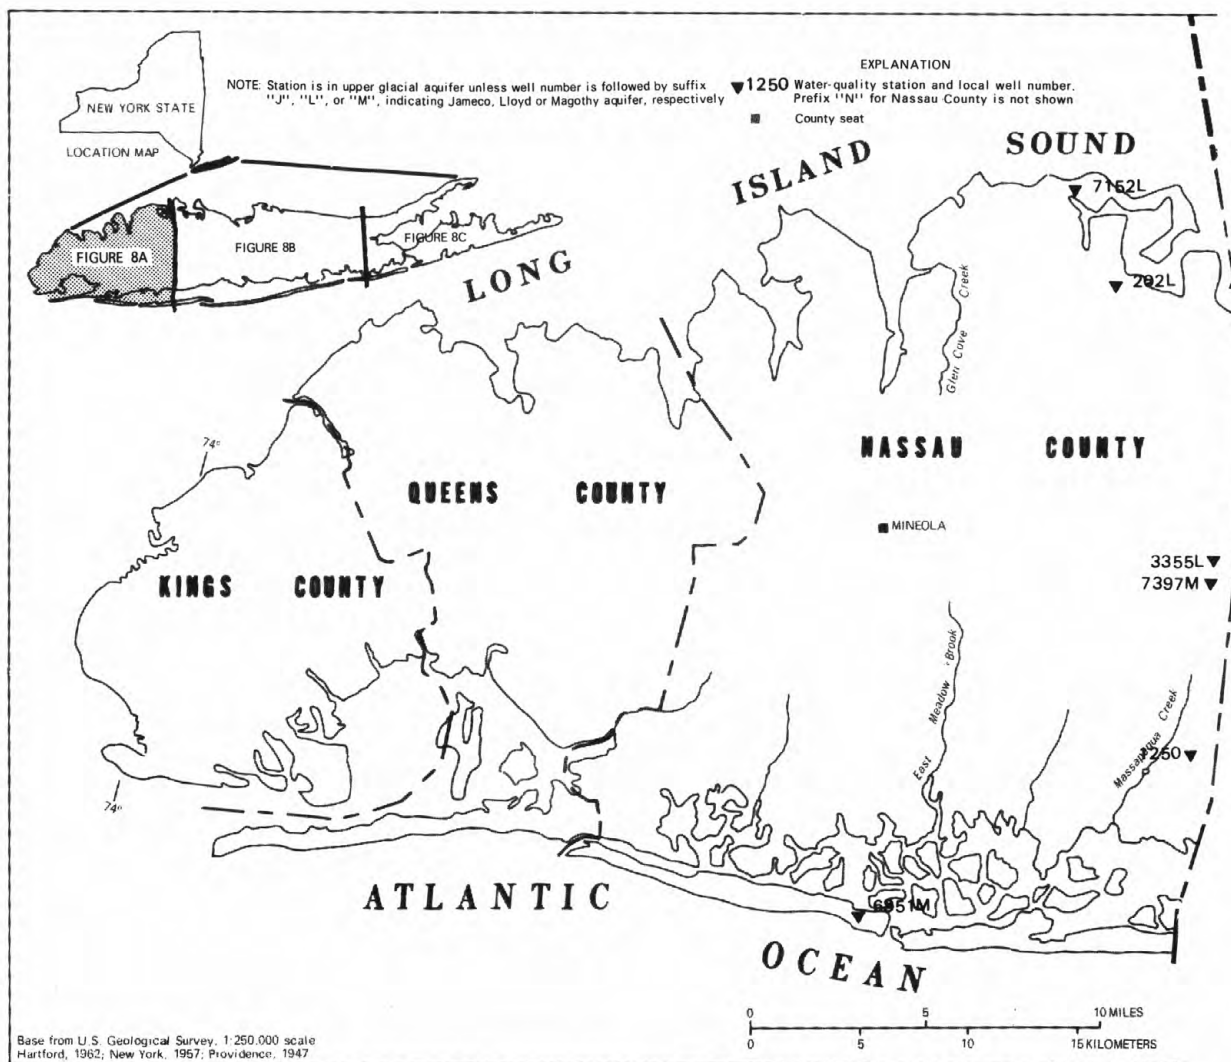 EXPLANATION
NOTE: Station is in upper glacial aquifer unless well number is followed by suffix
"J", "L", or "M", indicating Jameco, Lloyd or Magothy aquifer, respectively
1250 Water-quality station and local well number.
Prefix "N" for Nassau County is not shown
County seat
NEW YORK STATE
LOCATION MAP
FIGURE 8A
FIGURE 8B
FIGURE 8C
LONG
ISLAND
SOUND
7152L
Glen Cove Creek
74°
NASSAU COUNTY
QUEENS COUNTY
MINEOLA
3355L
7397M
KINGS COUNTY
East Meadow Brook
Massapequa Creek
74°
ATLANTIC
OCEAN
0 5 10 MILES
0 5 10 15 KILOMETERS
Base from U.S. Geological Survey, 1:250,000 scale
Hartford, 1962; New York, 1957; Providence, 1947